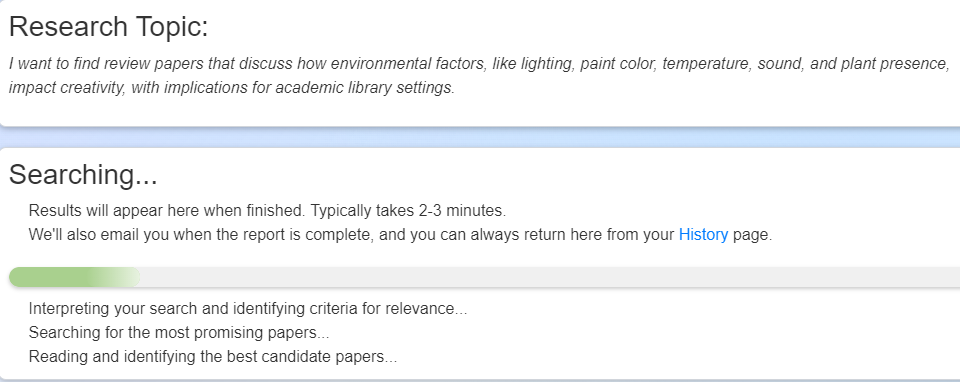 Research Topic:
I want to find review papers that discuss how environmental factors, like lighting, paint color, temperature, sound, and plant presence,
impact creativity, with implications for academic library settings.
Searching...
Results will appear here when finished. Typically takes 2-3 minutes.
We'll also email you when the report is complete, and you can always return here from your History page.
Interpreting your search and identifying criteria for relevance...
Searching for the most promising papers...
Reading and identifying the best candidate papers...